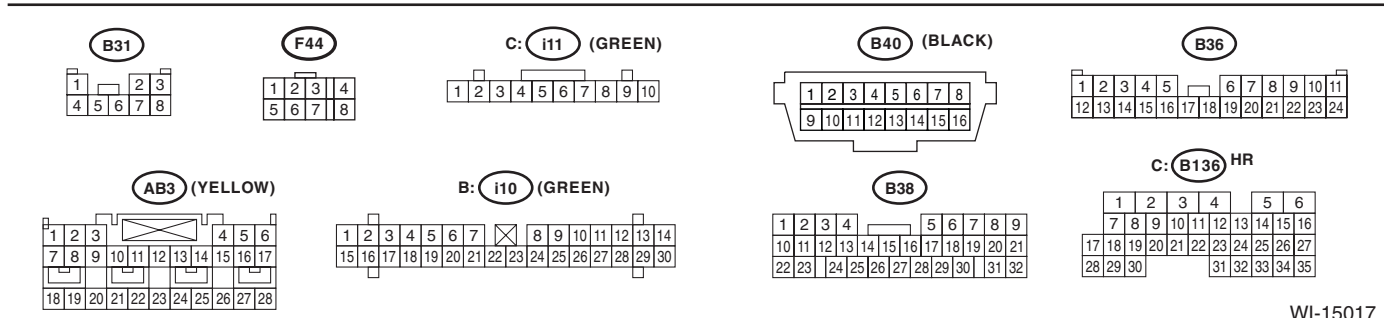 B31
1 2 3
4 5 6 7 8
F44
1 2 3 4
5 6 7 8
C: i11 (GREEN)
1 2 3 4 5 6 7 8 9 10
B40 (BLACK)
1 2 3 4 5 6 7 8
9 10 11 12 13 14 15 16
B36
1 2 3 4 5 6 7 8 9 10 11
12 13 14 15 16 17 18 19 20 21 22 23 24
AB3 (YELLOW)
1 2 3 4 5 6
7 8 9 10 11 12 13 14 15 16 17
18 19 20 21 22 23 24 25 26 27 28
B: i10 (GREEN)
1 2 3 4 5 6 7 8 9 10 11 12 13 14
15 16 17 18 19 20 21 22 23 24 25 26 27 28 29 30
B38
1 2 3 4 5 6 7 8 9
10 11 12 13 14 15 16 17 18 19 20 21
22 23 24 25 26 27 28 29 30 31 32
C: B136 HR
1 2 3 4 5 6
7 8 9 10 11 12 13 14 15 16
17 18 19 20 21 22 23 24 25 26 27
28 29 30 31 32 33 34 35
WI-15017